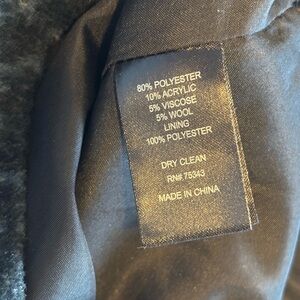 80% POLYESTER
10% ACRYLIC
5% VISCOSE
5% WOOL
LINING
100% POLYESTER
DRY CLEAN
RN# 75343
MADE IN CHINA